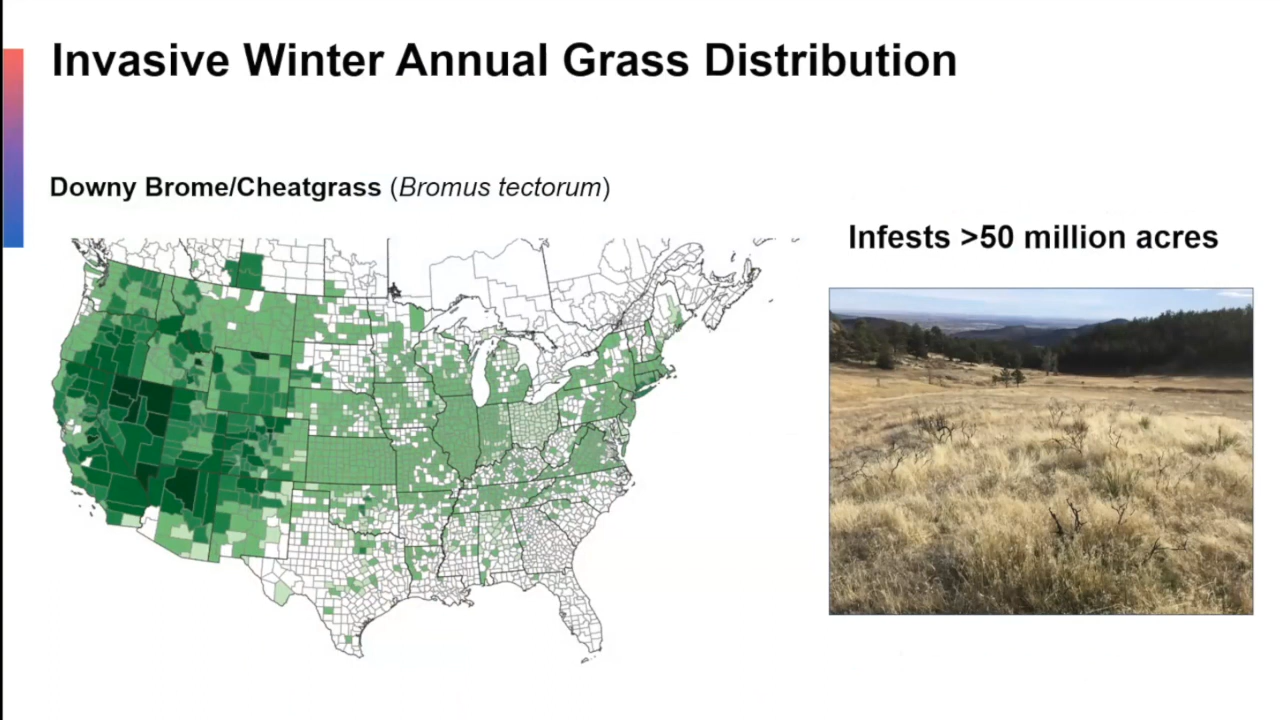 Invasive Winter Annual Grass Distribution
Downy Brome/Cheatgrass (Bromus tectorum)
Infests >50 million acres